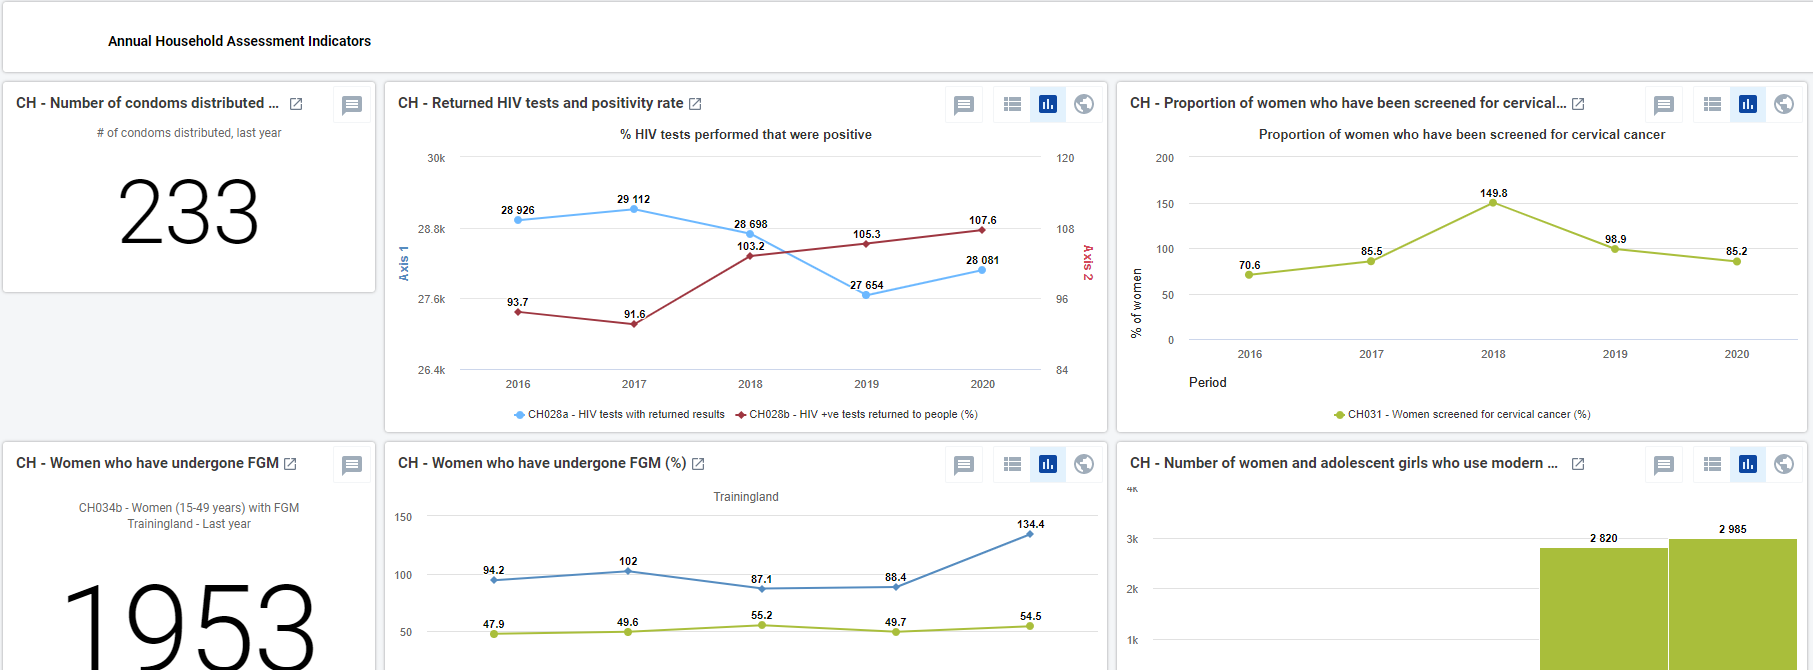 Annual Household Assessment Indicators
CH - Number of condoms distributed ...
# of condoms distributed, last year
233
CH - Returned HIV tests and positivity rate
% HIV tests performed that were positive
30k
28.8k
27.6k
26.4k
Axis 1
120
108
96
84
Axis 2
28 926
29 112
28 698
27 654
28 081
93.7
91.6
103.2
105.3
107.6
2016
2017
2018
2019
2020
CH028a - HIV tests with returned results
CH028b - HIV +ve tests returned to people (%)
CH - Proportion of women who have been screened for cervical...
Proportion of women who have been screened for cervical cancer
200
150
100
50
0
% of women
70.6
85.5
149.8
98.9
85.2
2016
2017
2018
2019
2020
Period
CH031 - Women screened for cervical cancer (%)
CH - Women who have undergone FGM
CH034b - Women (15-49 years) with FGM
Trainingland - Last year
1953
CH - Women who have undergone FGM (%)
Trainingland
150
100
50
94.2
102
87.1
88.4
134.4
47.9
49.6
55.2
49.7
54.5
CH - Number of women and adolescent girls who use modern ...
4k
3k
2k
1k
2 820
2 985